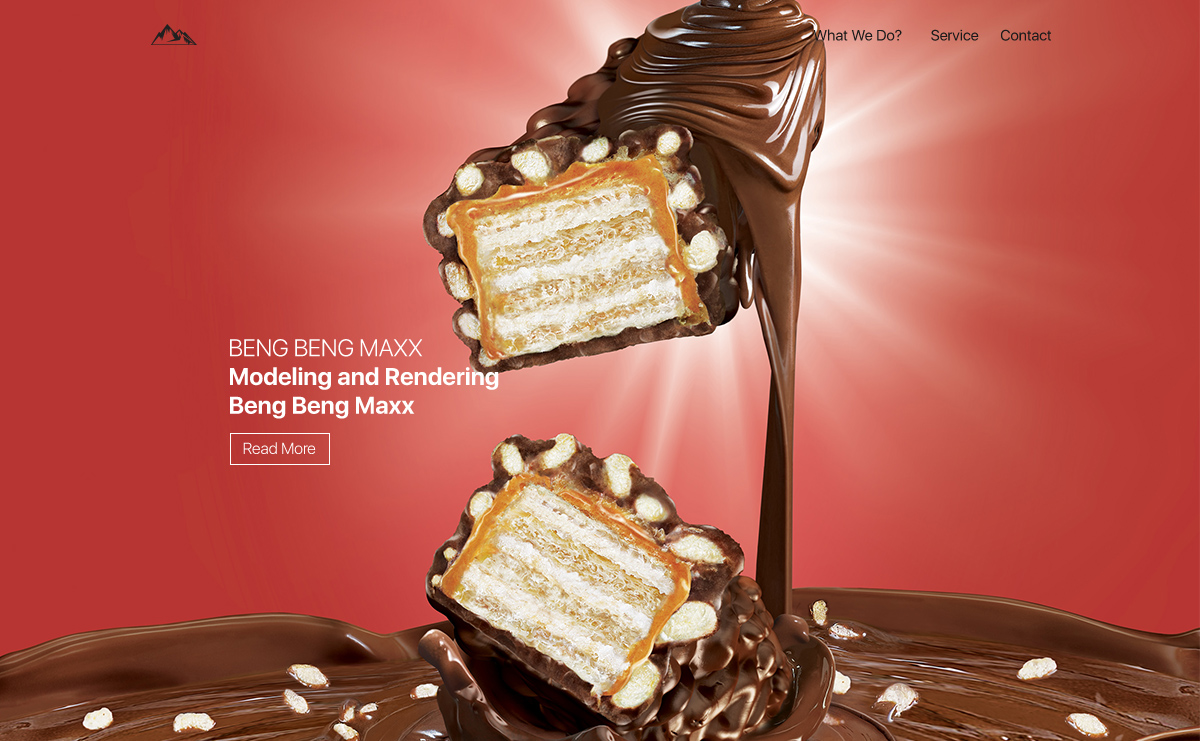 What We Do? Service Contact
BENG BENG MAXX
Modeling and Rendering
Beng Beng Maxx
Read More